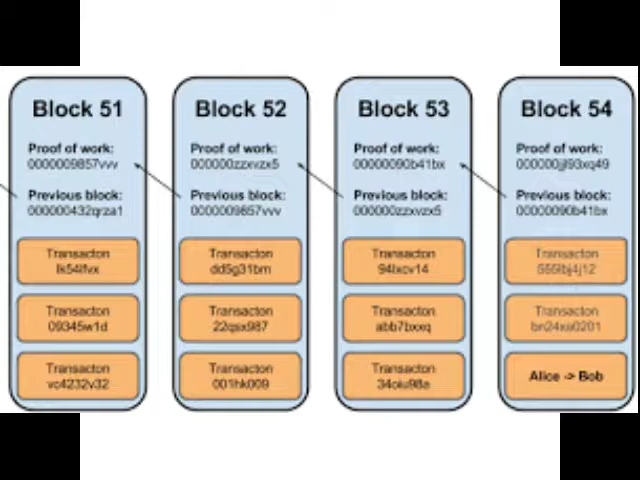 Block 51
Proof of work:
0000009857vvv
Previous block:
000000432qrza1
Transacton
lk54lfvx
Transacton
09345w1d
Transacton
vc4232v32
Block 52
Proof of work:
000000zzxvzx5
Previous block:
0000009857vvv
Transacton
dd5g31bm
Transacton
22qsx987
Transacton
001hk009
Block 53
Proof of work:
00000090b41bx
Previous block:
000000zzxvzx5
Transacton
94lxcv14
Transacton
abb7bxxq
Transacton
34oiu98a
Block 54
Proof of work:
000000jjl93xq49
Previous block:
00000090b41bx
Transacton
555lbj4j12
Transacton
bn24xa0201
Alice -> Bob